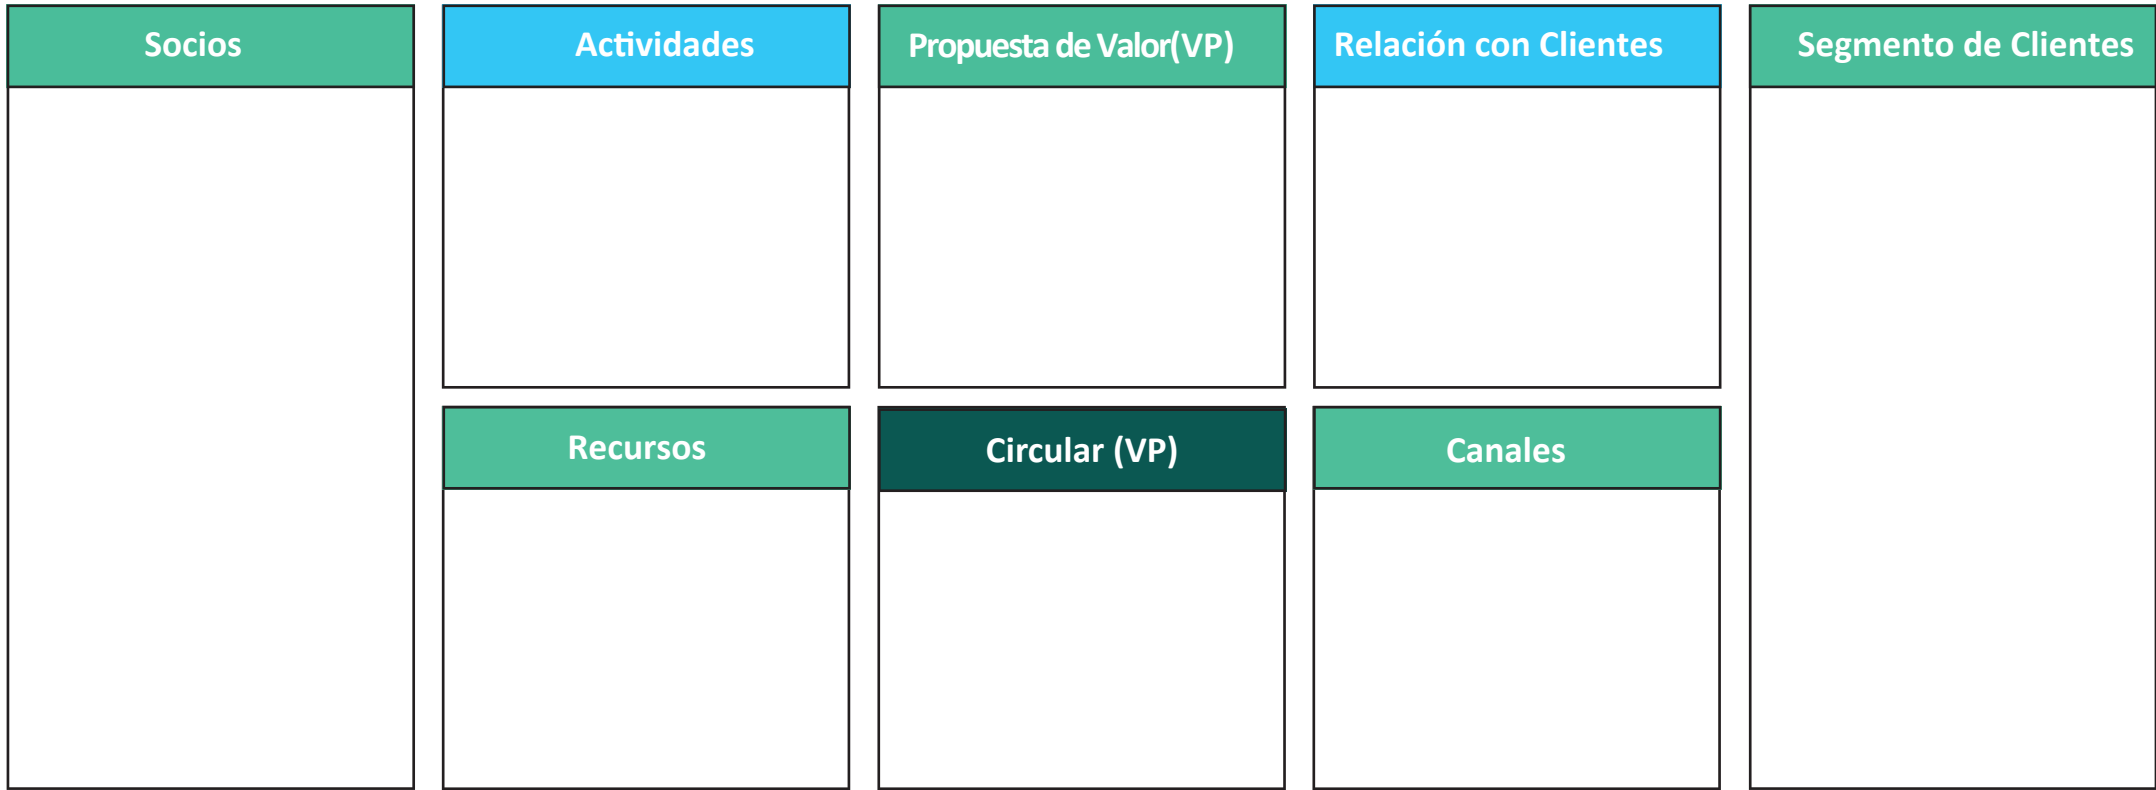 Socios
Actividades
Propuesta de Valor(VP)
Relación con Clientes
Segmento de Clientes
Recursos
Circular (VP)
Canales